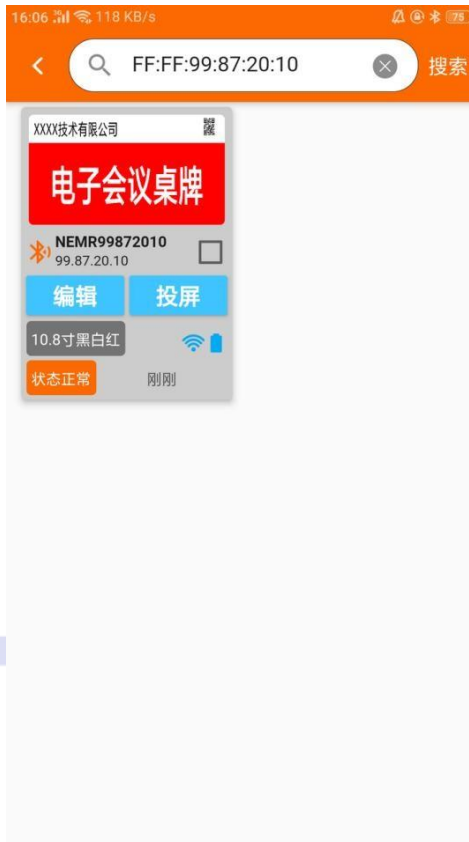 16:06 118 KB/s 75
FF:FF:99:87:20:10 搜索
XXXX技术有限公司
电子会议桌牌
NEMR99872010
99.87.20.10
编辑 投屏
10.8寸黑白红
状态正常 刚刚